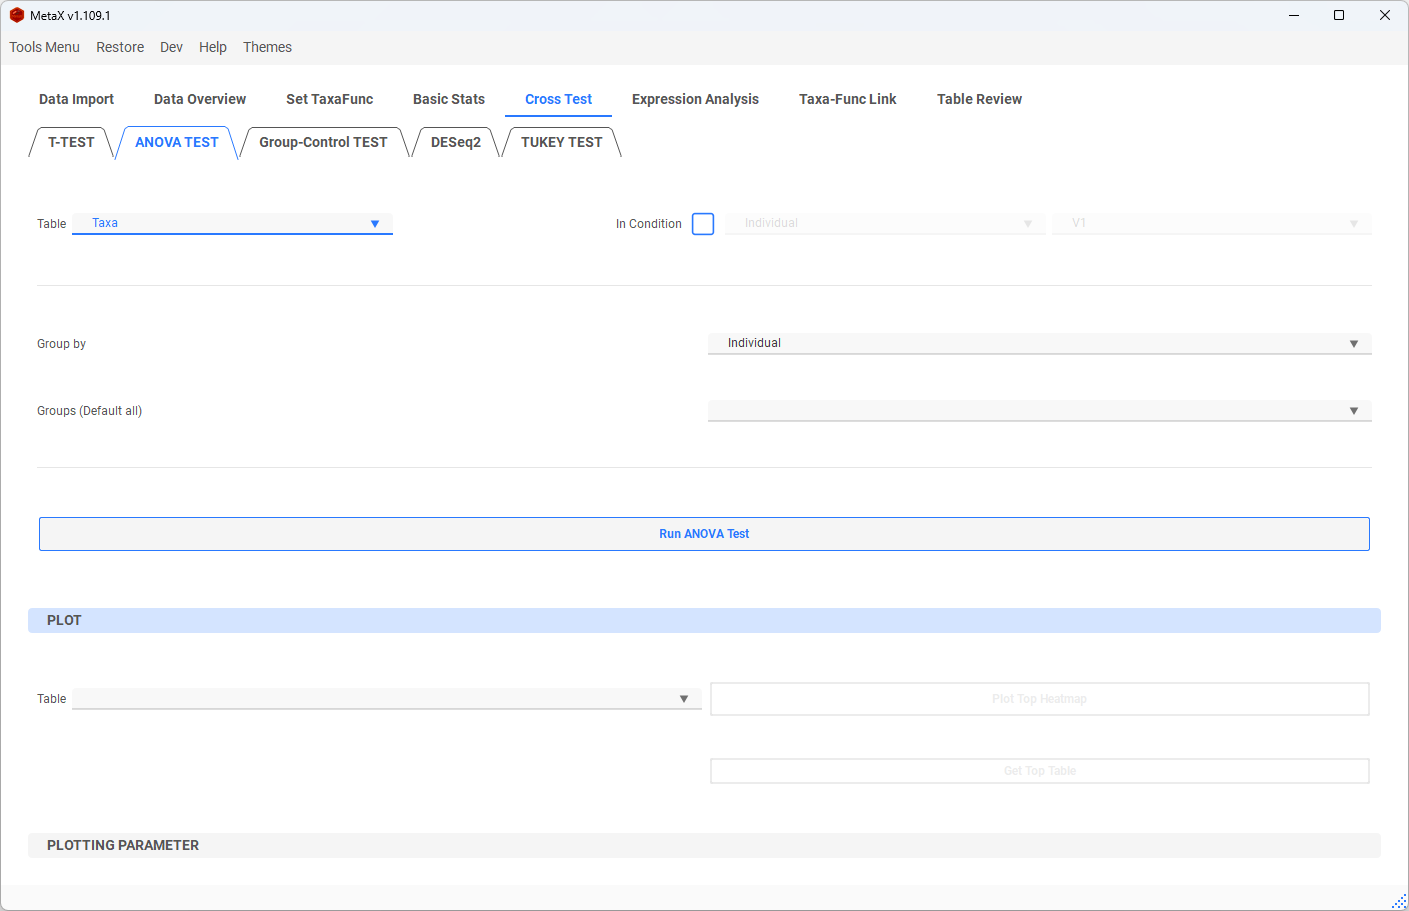 MetaX v1.109.1
Tools Menu Restore Dev Help Themes
Data Import Data Overview Set TaxaFunc Basic Stats Cross Test Expression Analysis Taxa-Func Link Table Review
T-TEST ANOVA TEST Group-Control TEST DESeq2 TUKEY TEST
Table Taxa In Condition Individual V1
Group by Individual
Groups (Default all)
Run ANOVA Test
PLOT
Table Plot Top Heatmap
Get Top Table
PLOTTING PARAMETER